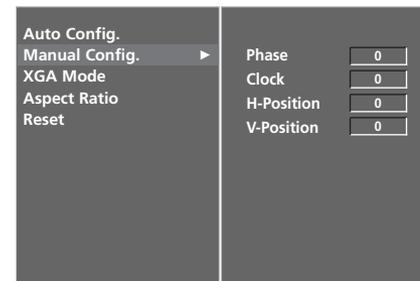 Auto Config.
Manual Config. ►
XGA Mode
Aspect Ratio
Reset
Phase 0
Clock 0
H-Position 0
V-Position 0